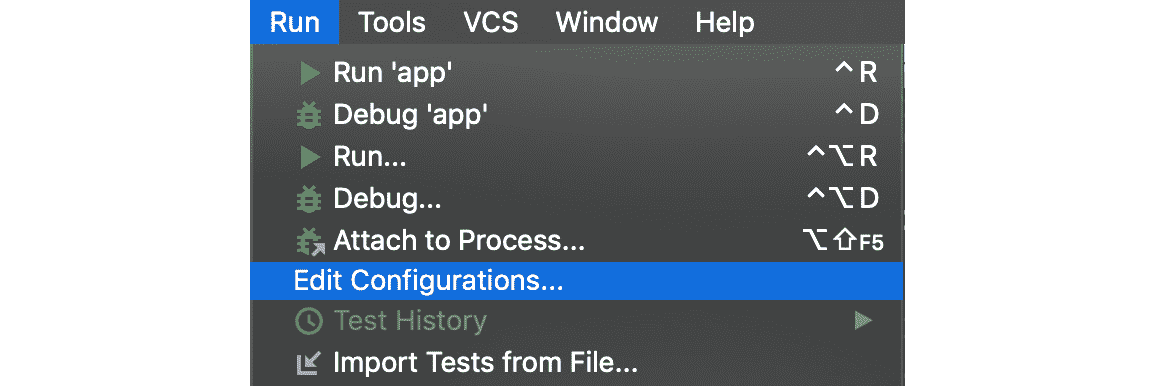 Run Tools VCS Window Help
Run 'app' ⌃R
Debug 'app' ⌃D
Run... ⌃⌥R
Debug... ⌃⌥D
Attach to Process... ⌥⇧F5
Edit Configurations...
Test History
Import Tests from File...